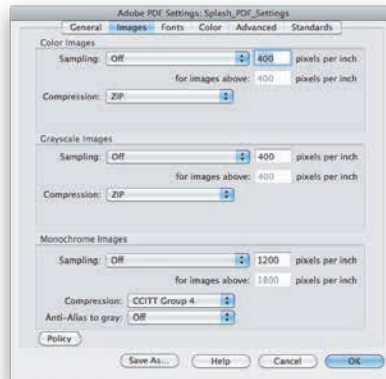 Adobe PDF Settings: Splash_PDF_Settings
General Images Fonts Color Advanced Standards
Color Images
Sampling: Off 400 pixels per inch
for images above: 400 pixels per inch
Compression: ZIP
Grayscale Images
Sampling: Off 400 pixels per inch
for images above: 400 pixels per inch
Compression: ZIP
Monochrome Images
Sampling: Off 1200 pixels per inch
for images above: 1800 pixels per inch
Compression: CCITT Group 4
Anti-Alias to gray: Off
Policy
Save As... Help Cancel OK